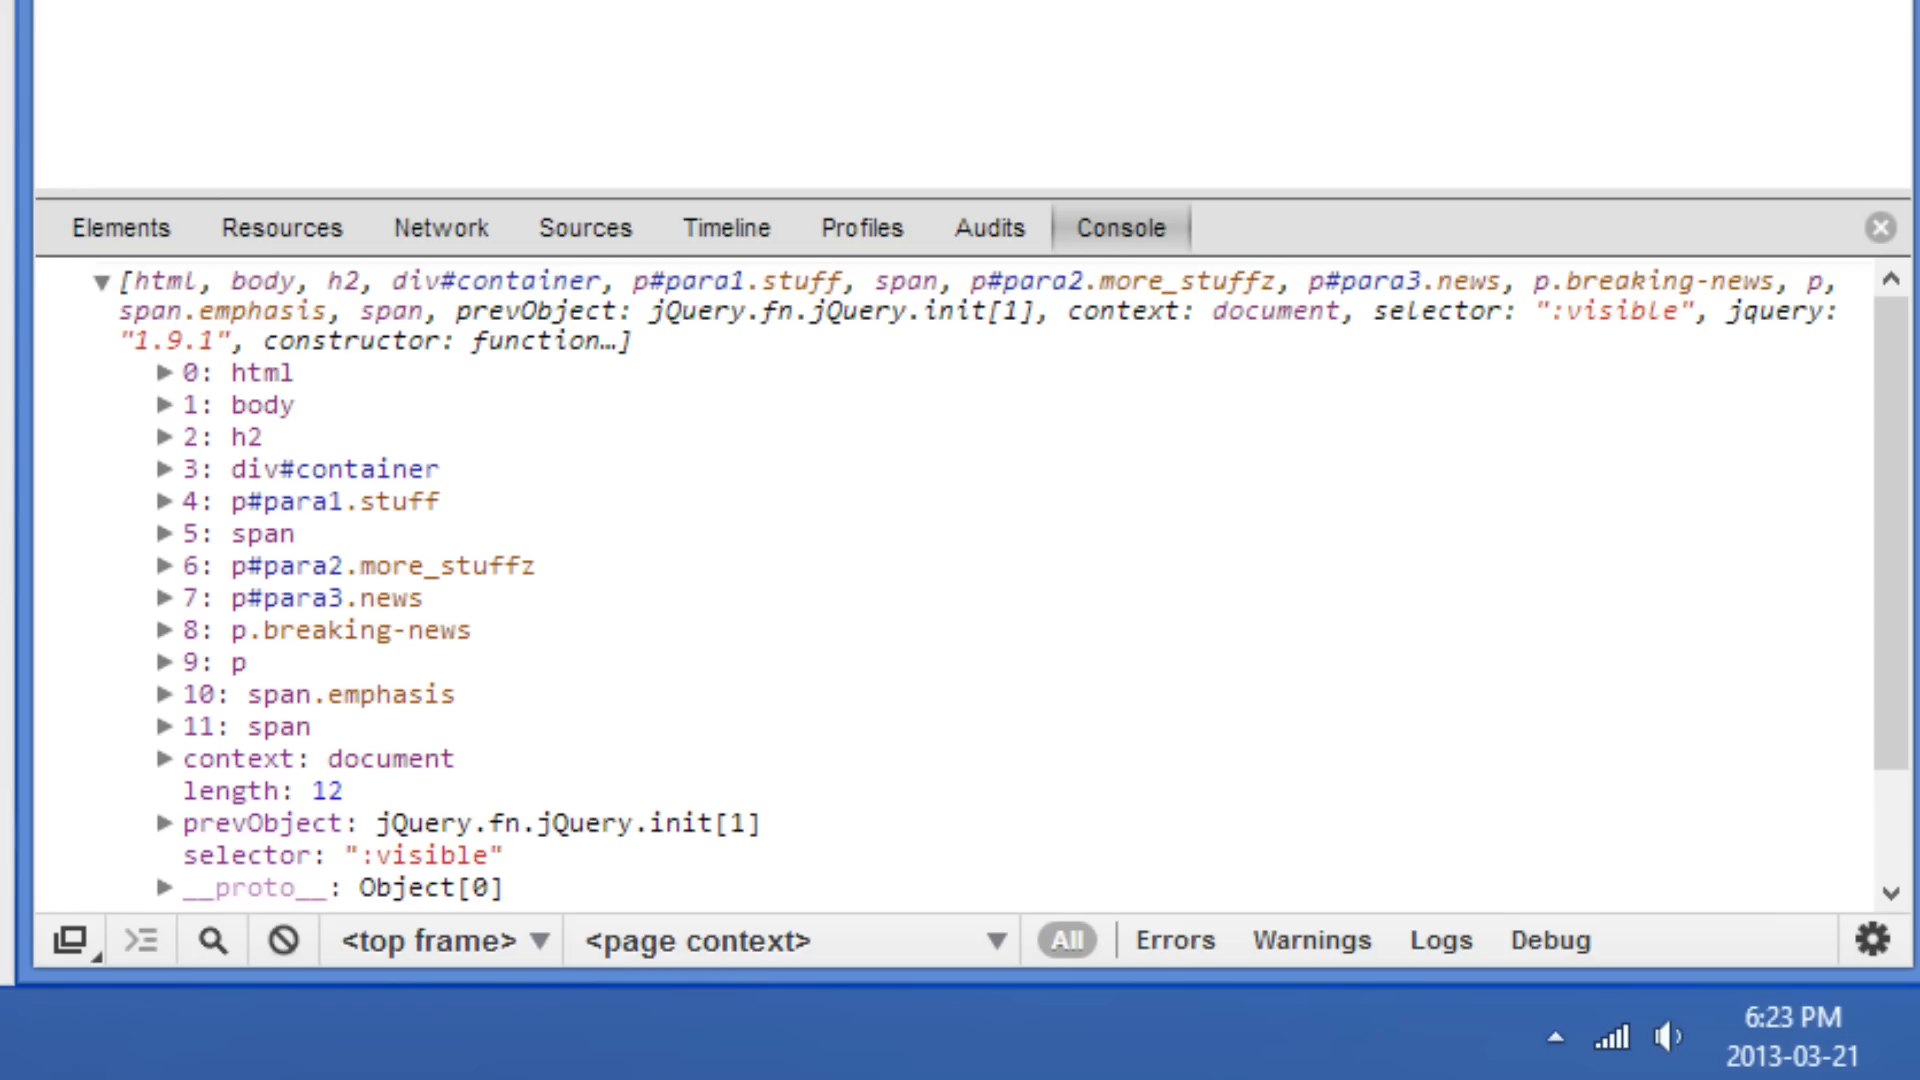 Elements Resources Network Sources Timeline Profiles Audits Console
[html, body, h2, div#container, p#para1.stuff, span, p#para2.more_stuffz, p#para3.news, p.breaking-news, p,
span.emphasis, span, prevObject: jQuery.fn.jQuery.init[1], context: document, selector: ":visible", jquery:
"1.9.1", constructor: function…]
0: html
1: body
2: h2
3: div#container
4: p#para1.stuff
5: span
6: p#para2.more_stuffz
7: p#para3.news
8: p.breaking-news
9: p
10: span.emphasis
11: span
context: document
length: 12
prevObject: jQuery.fn.jQuery.init[1]
selector: ":visible"
__proto__: Object[0]
<top frame> <page context> All Errors Warnings Logs Debug
6:23 PM
2013-03-21